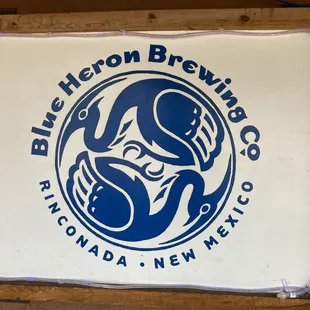 Blue Heron Brewing Co
RINCONADA • NEW MEXICO